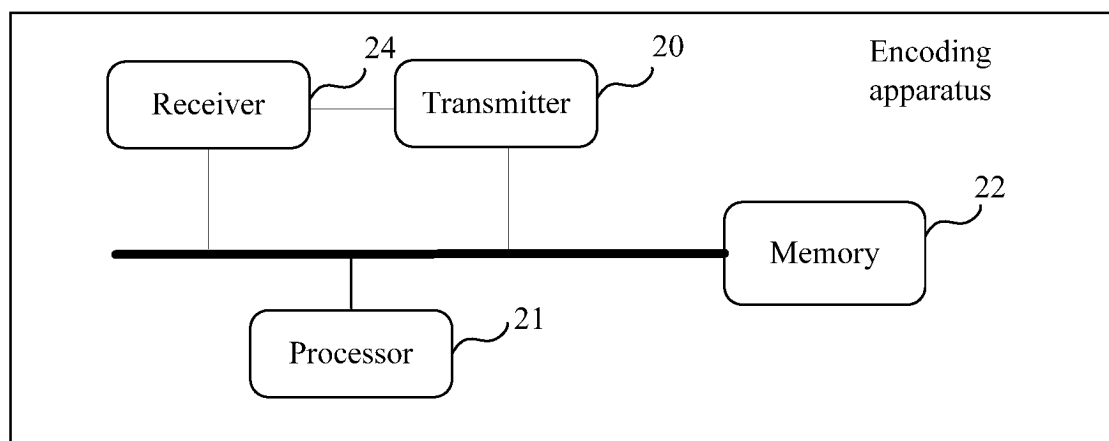 24
20
Encoding
apparatus
Receiver
Transmitter
22
Memory
21
Processor